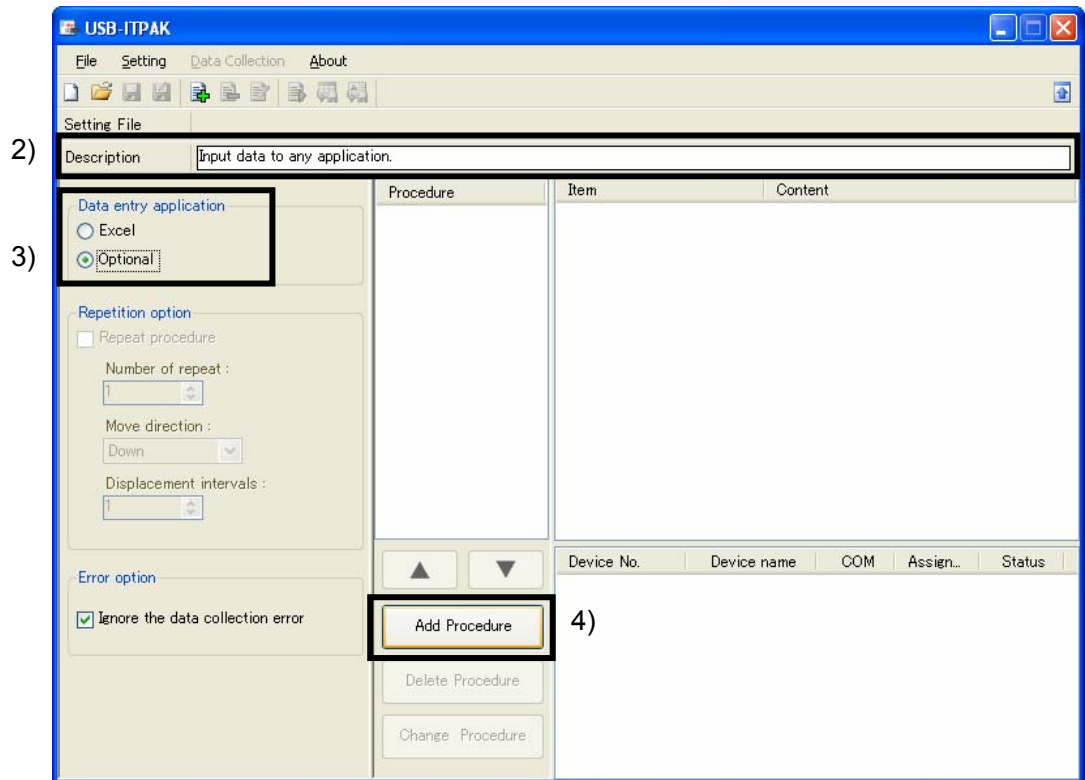 USB-ITPAK
File Setting Data Collection About
Setting File
2)
Description Input data to any application.
3)
Data entry application
Excel
Optional
Repetition option
Repeat procedure
Number of repeat :
1
Move direction :
Down
Displacement intervals :
1
Error option
Ignore the data collection error
Procedure
Item Content
Add Procedure
4)
Delete Procedure
Change Procedure
Device No. Device name COM Assign... Status